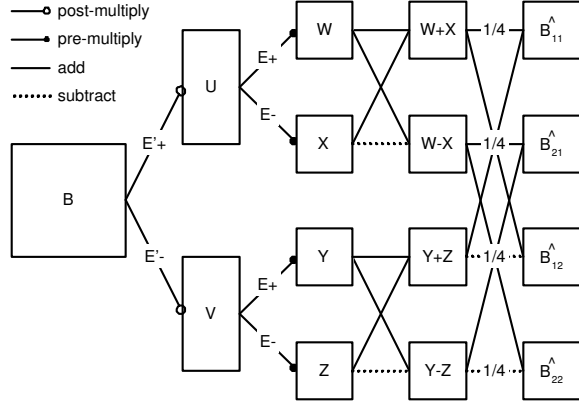 post-multiply
pre-multiply
add
subtract
B
E'+
E'-
U
V
E+
E-
E+
E-
W
X
Y
Z
W+X
W-X
Y+Z
Y-Z
1/4
1/4
1/4
1/4
B̂11
B̂21
B̂12
B̂22